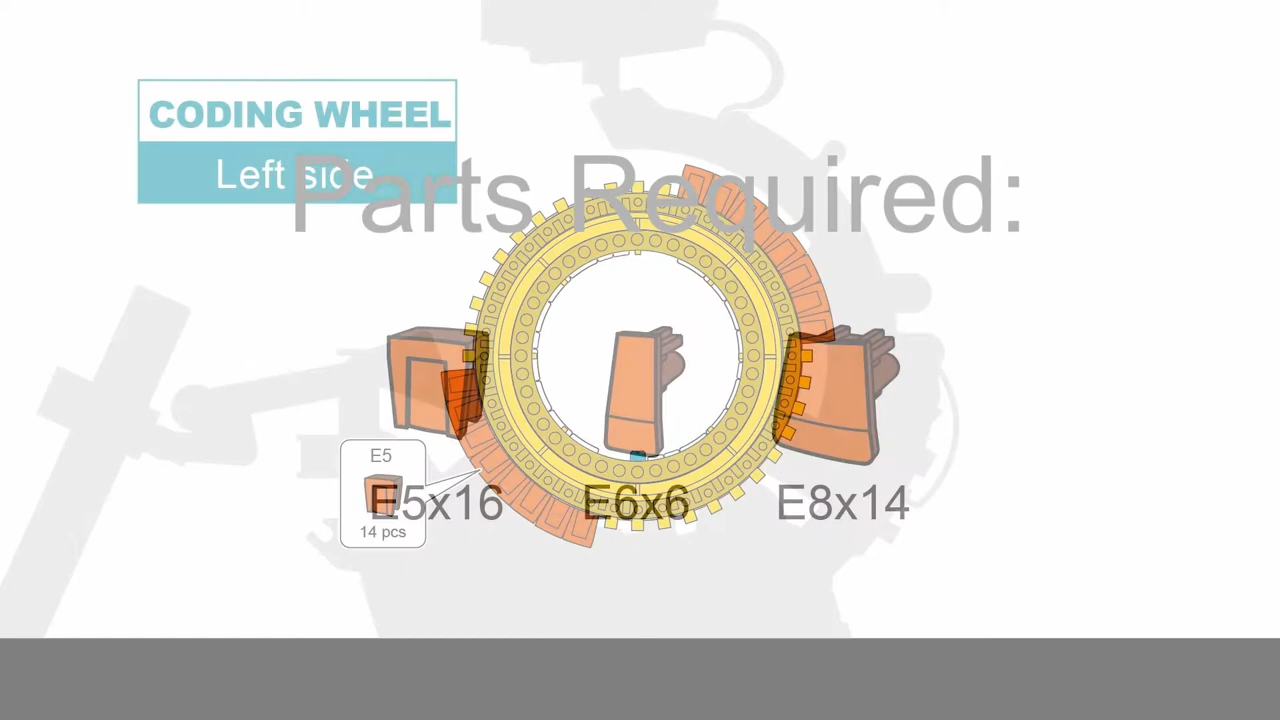 CODING WHEEL
Left side
Parts Required:
E5
14 pcs
E5x16
E6x6
E8x14